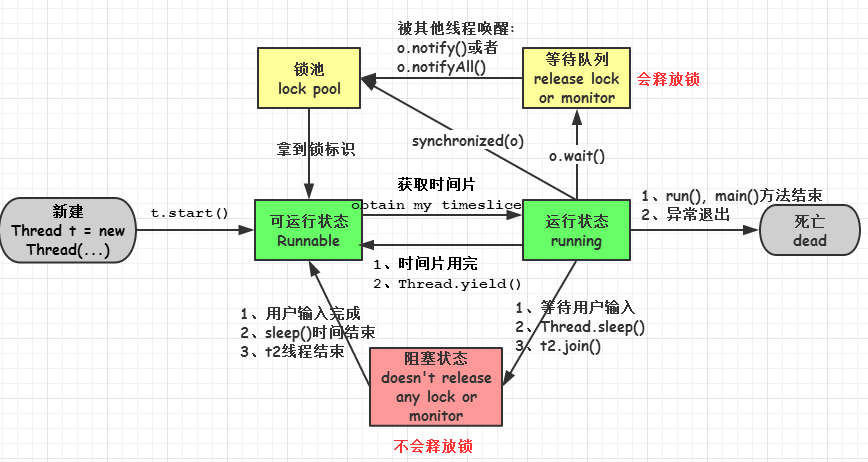 被其他线程唤醒：
o.notify()或者
o.notifyAll()
锁池
lock pool
等待队列
release lock
or monitor
会释放锁
synchronized(o)
o.wait()
拿到锁标识
获取时间片
obtain my timeslice
新建
Thread t = new
Thread(...)
t.start()
可运行状态
Runnable
运行状态
running
1、run(), main()方法结束
2、异常退出
死亡
dead
1、时间片用完
2、Thread.yield()
1、用户输入完成
2、sleep()时间结束
3、t2线程结束
1、等待用户输入
2、Thread.sleep()
3、t2.join()
阻塞状态
doesn't release
any lock or
monitor
不会释放锁